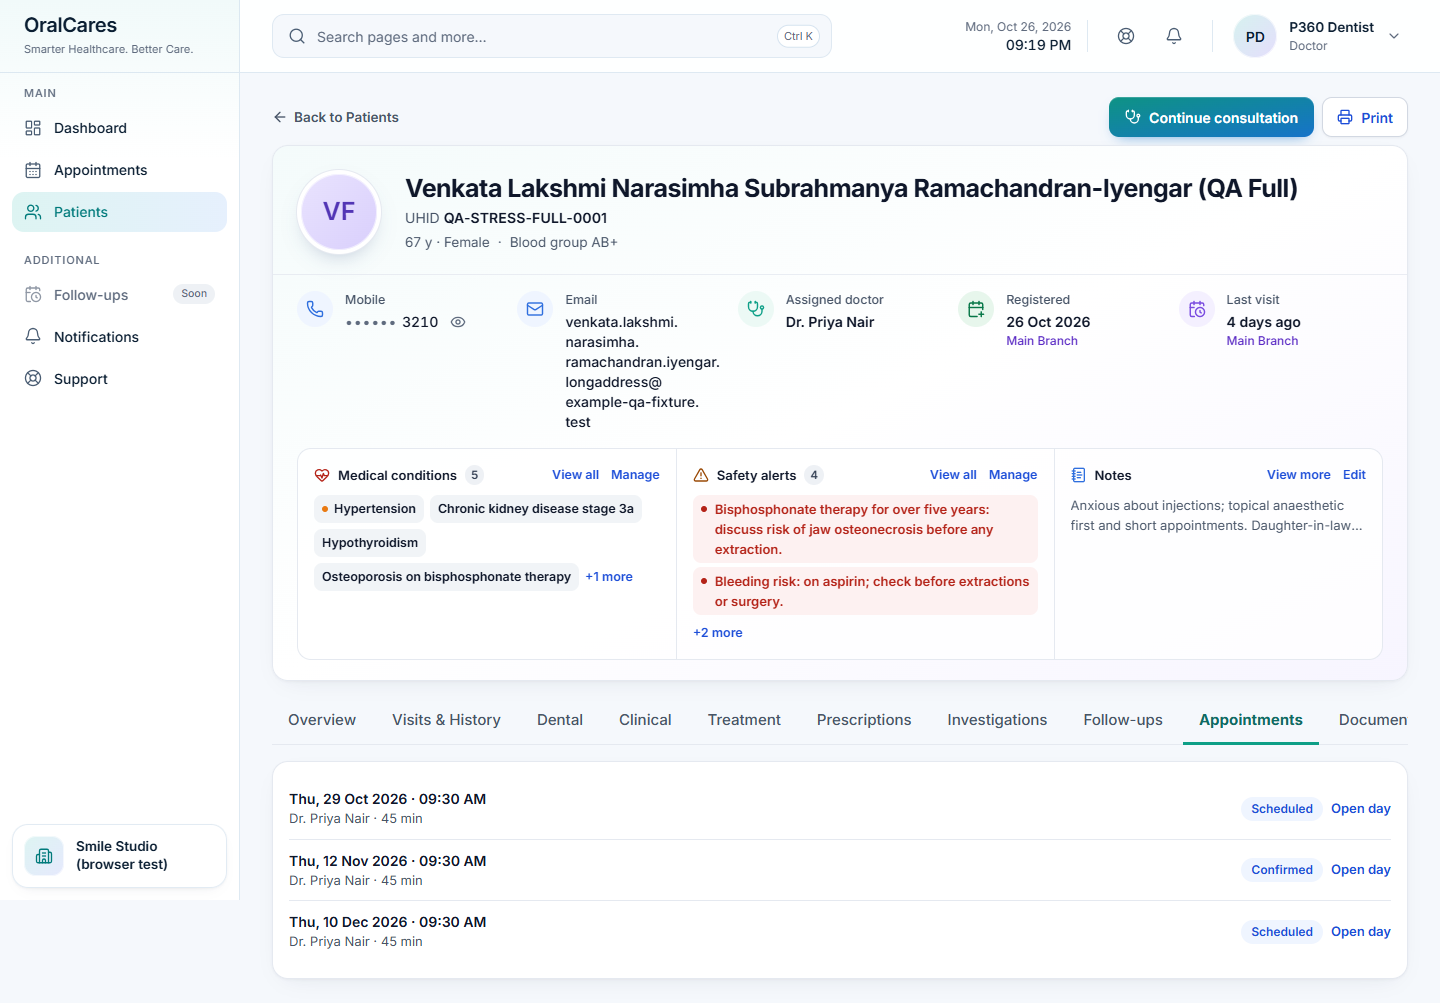 OralCares
Smarter Healthcare. Better Care.
Search pages and more...
Ctrl K
Mon, Oct 26, 2026
09:19 PM
PD
P360 Dentist
Doctor
MAIN
Dashboard
Appointments
Patients
ADDITIONAL
Follow-ups
Soon
Notifications
Support
Smile Studio
(browser test)
Back to Patients
Continue consultation
Print
VF
Venkata Lakshmi Narasimha Subrahmanya Ramachandran-Iyengar (QA Full)
UHID QA-STRESS-FULL-0001
67 y · Female · Blood group AB+
Mobile
•••••• 3210
Email
venkata.lakshmi.
narasimha.
ramachandran.iyengar.
longaddress@
example-qa-fixture.
test
Assigned doctor
Dr. Priya Nair
Registered
26 Oct 2026
Main Branch
Last visit
4 days ago
Main Branch
Medical conditions 5
View all Manage
Hypertension
Chronic kidney disease stage 3a
Hypothyroidism
Osteoporosis on bisphosphonate therapy
+1 more
Safety alerts 4
View all Manage
Bisphosphonate therapy for over five years:
discuss risk of jaw osteonecrosis before any
extraction.
Bleeding risk: on aspirin; check before extractions
or surgery.
+2 more
Notes
View more Edit
Anxious about injections; topical anaesthetic
first and short appointments. Daughter-in-law...
Overview Visits & History Dental Clinical Treatment Prescriptions Investigations Follow-ups Appointments Documen
Thu, 29 Oct 2026 · 09:30 AM
Dr. Priya Nair · 45 min
Scheduled Open day
Thu, 12 Nov 2026 · 09:30 AM
Dr. Priya Nair · 45 min
Confirmed Open day
Thu, 10 Dec 2026 · 09:30 AM
Dr. Priya Nair · 45 min
Scheduled Open day